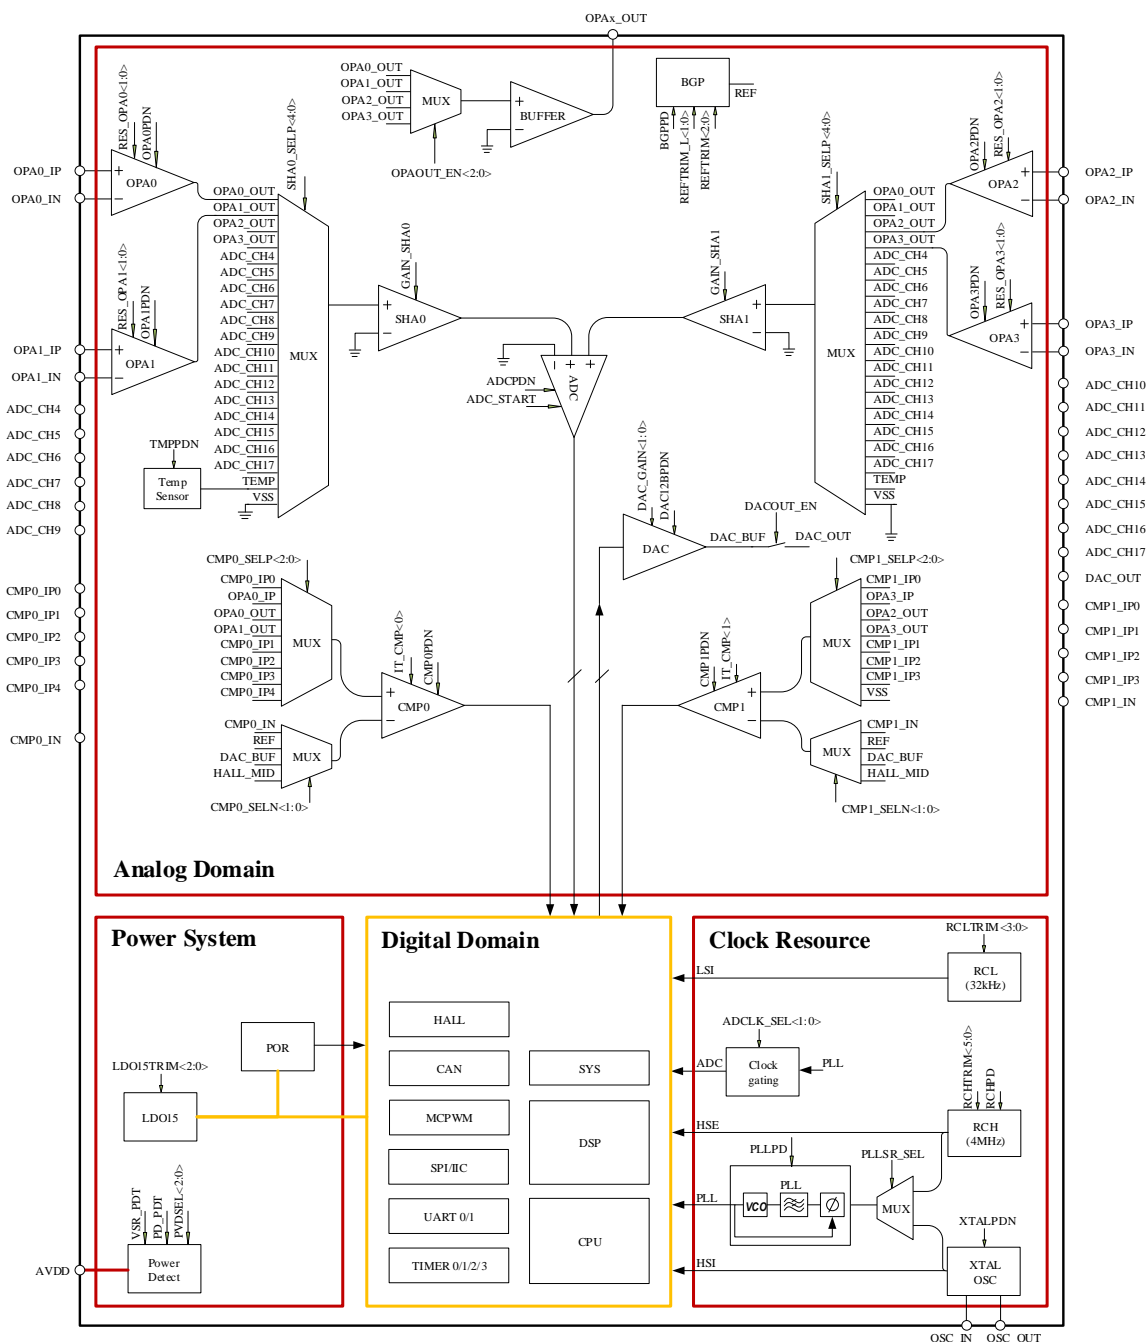 OPAx_OUT
OPA0_OUT
OPA1_OUT
OPA2_OUT
OPA3_OUT
MUX
BUFFER
OPAOUT_EN<2:0>
BGP
REF
BGPPD
REFTRIM_L<1:0>
REFTRIM<2:0>
RES_OPA0<1:0>
OPA0PDN
OPA0_IP
OPA0_IN
OPA0
RES_OPA1<1:0>
OPA1PDN
OPA1_IP
OPA1_IN
OPA1
ADC_CH4
ADC_CH5
ADC_CH6
ADC_CH7
ADC_CH8
ADC_CH9
CMP0_IP0
CMP0_IP1
CMP0_IP2
CMP0_IP3
CMP0_IP4
CMP0_IN
SHA0_SELP<4:0>
OPA0_OUT
OPA1_OUT
OPA2_OUT
OPA3_OUT
ADC_CH4
ADC_CH5
ADC_CH6
ADC_CH7
ADC_CH8
ADC_CH9
ADC_CH10
ADC_CH11
ADC_CH12
ADC_CH13
ADC_CH14
ADC_CH15
ADC_CH16
ADC_CH17
TEMP
VSS
MUX
TMPPDN
Temp
Sensor
GAIN_SHA0
SHA0
GAIN_SHA1
SHA1
ADC
ADCPDN
ADC_START
SHA1_SELP<4:0>
OPA0_OUT
OPA1_OUT
OPA2_OUT
OPA3_OUT
ADC_CH4
ADC_CH5
ADC_CH6
ADC_CH7
ADC_CH8
ADC_CH9
ADC_CH10
ADC_CH11
ADC_CH12
ADC_CH13
ADC_CH14
ADC_CH15
ADC_CH16
ADC_CH17
TEMP
VSS
MUX
OPA2PDN
RES_OPA2<1:0>
OPA2
OPA2_IP
OPA2_IN
OPA3PDN
RES_OPA3<1:0>
OPA3
OPA3_IP
OPA3_IN
ADC_CH10
ADC_CH11
ADC_CH12
ADC_CH13
ADC_CH14
ADC_CH15
ADC_CH16
ADC_CH17
DAC_OUT
CMP1_IP0
CMP1_IP1
CMP1_IP2
CMP1_IP3
CMP1_IN
DAC_GAIN<1:0>
DAC12BPDN
DAC
DAC_BUF
DACOUT_EN
DAC_OUT
CMP0_SELP<2:0>
CMP0_IP0
OPA0_IP
OPA0_OUT
OPA1_OUT
CMP0_IP1
CMP0_IP2
CMP0_IP3
CMP0_IP4
MUX
IT_CMP<0>
CMP0PDN
CMP0
CMP0_IN
REF
DAC_BUF
HALL_MID
MUX
CMP0_SELN<1:0>
CMP1_SELP<2:0>
CMP1_IP0
OPA3_IP
OPA2_OUT
OPA3_OUT
CMP1_IP1
CMP1_IP2
CMP1_IP3
VSS
MUX
CMP1PDN
IT_CMP<1>
CMP1
CMP1_IN
REF
DAC_BUF
HALL_MID
MUX
CMP1_SELN<1:0>
Analog Domain
Power System
POR
LDO15TRIM<2:0>
LDO15
VSR_PDT
PD_PDT
PVDSEL<2:0>
Power
Detect
AVDD
Digital Domain
HALL
CAN
MCPWM
SPI/IIC
UART 0/1
TIMER 0/1/2/3
SYS
DSP
CPU
Clock Resource
RCLTRIM<3:0>
RCL
(32kHz)
LSI
ADCLK_SEL<1:0>
Clock
gating
ADC
PLL
RCHTRIM<5:0>
RCHPD
RCH
(4MHz)
HSE
PLLPD
PLL
VCO
PLL
PLLSR_SEL
MUX
XTALPDN
XTAL
OSC
HSI
OSC_IN
OSC_OUT